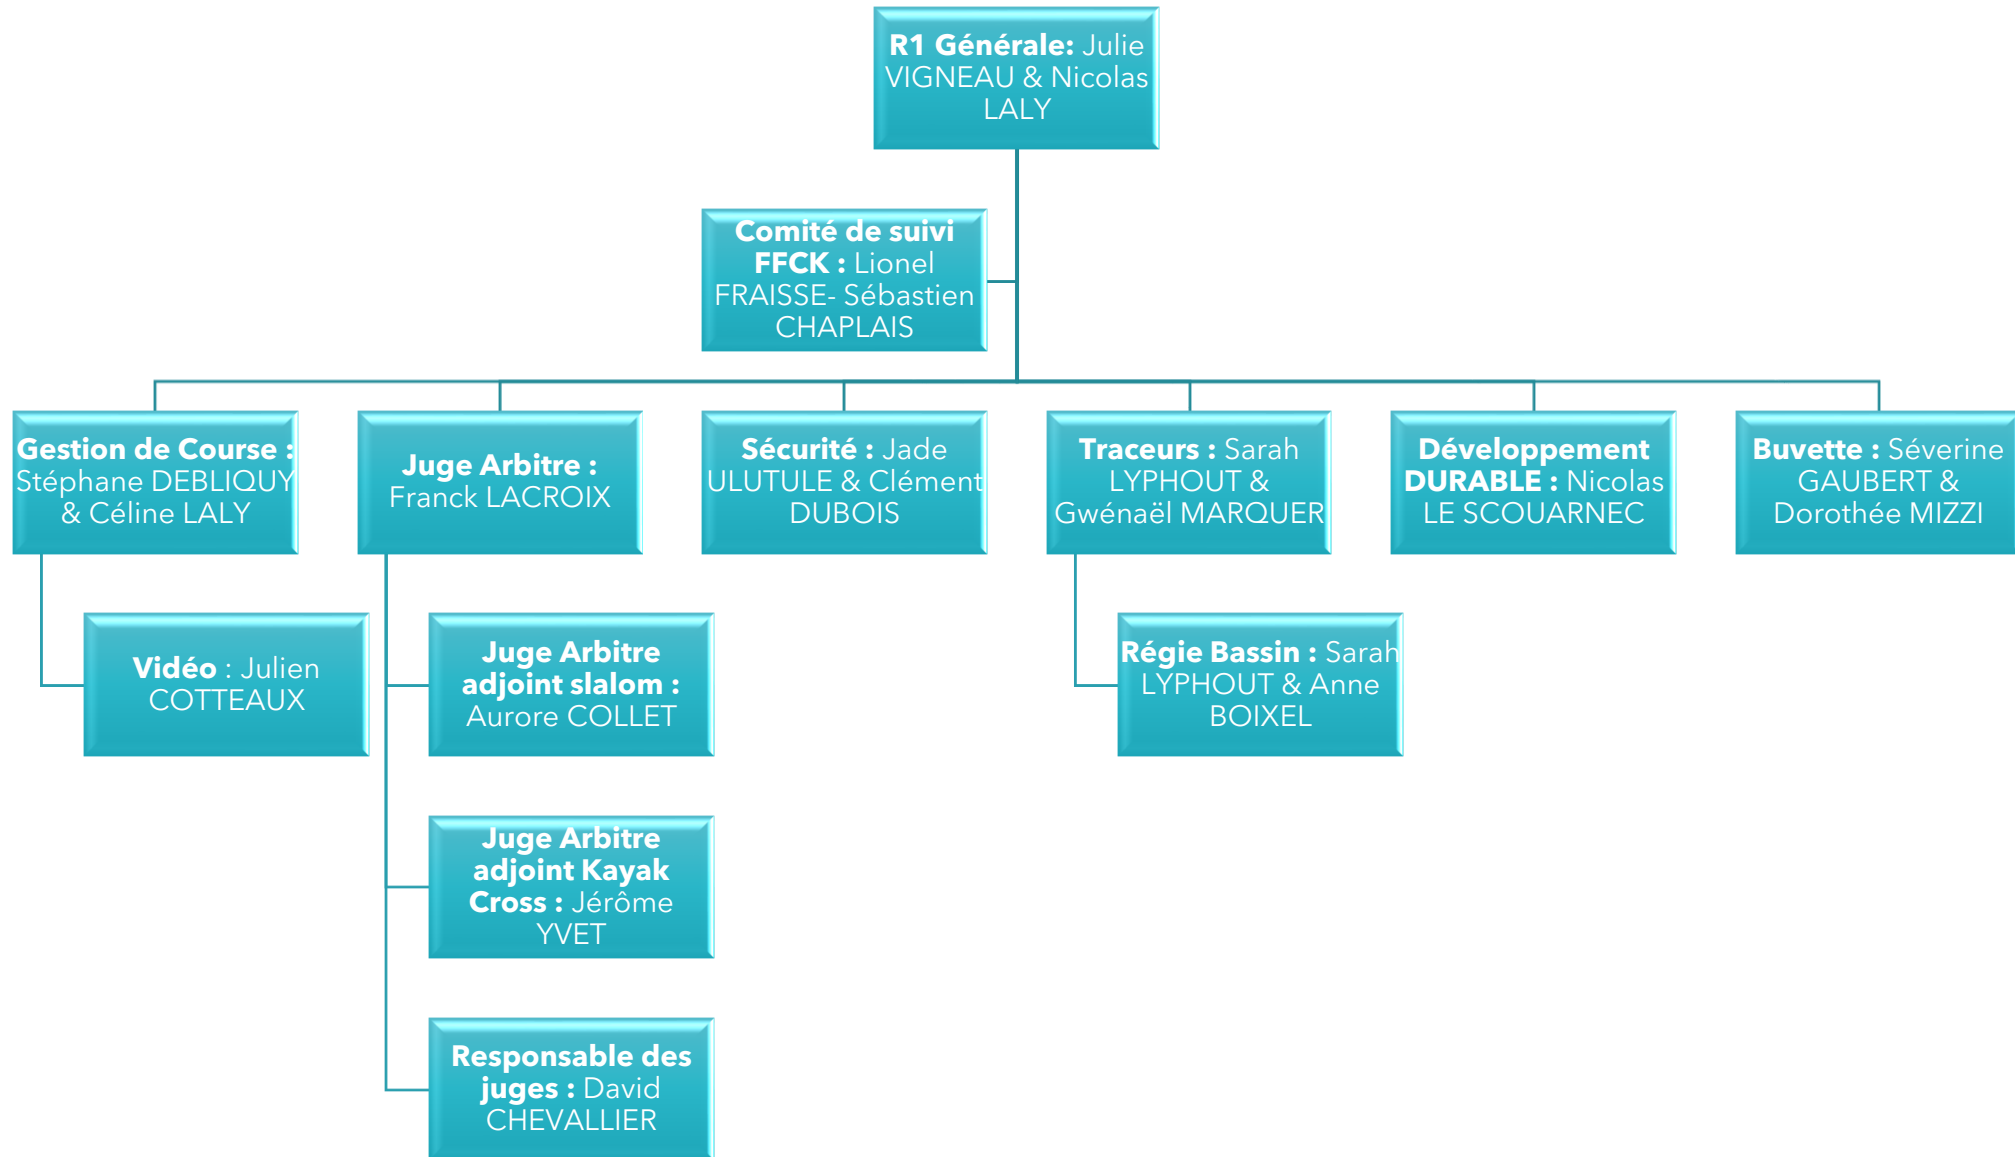 R1 Générale: Julie
VIGNEAU & Nicolas
LALY
Comité de suivi
FFCK : Lionel
FRAISSE- Sébastien
CHAPLAIS
Gestion de Course :
Stéphane DEBLIQUY
& Céline LALY
Juge Arbitre :
Franck LACROIX
Sécurité : Jade
ULUTULE & Clément
DUBOIS
Traceurs : Sarah
LYPHOUT &
Gwénaël MARQUER
Développement
DURABLE : Nicolas
LE SCOUARNEC
Buvette : Séverine
GAUBERT &
Dorothée MIZZI
Vidéo : Julien
COTTEAUX
Juge Arbitre
adjoint slalom :
Aurore COLLET
Régie Bassin : Sarah
LYPHOUT & Anne
BOIXEL
Juge Arbitre
adjoint Kayak
Cross : Jérôme
YVET
Responsable des
juges : David
CHEVALLIER